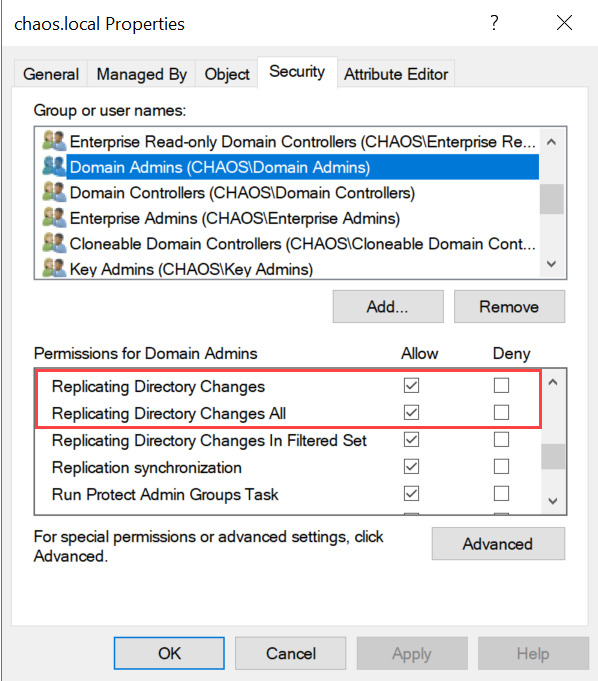 chaos.local Properties ?
General Managed By Object Security Attribute Editor
Group or user names:
Enterprise Read-only Domain Controllers (CHAOS\Enterprise Re...
Domain Admins (CHAOS\Domain Admins)
Domain Controllers (CHAOS\Domain Controllers)
Enterprise Admins (CHAOS\Enterprise Admins)
Cloneable Domain Controllers (CHAOS\Cloneable Domain Cont...
Key Admins (CHAOS\Key Admins)
Add... Remove
Permissions for Domain Admins Allow Deny
Replicating Directory Changes
Replicating Directory Changes All
Replicating Directory Changes In Filtered Set
Replication synchronization
Run Protect Admin Groups Task
For special permissions or advanced settings, click
Advanced.
Advanced
OK Cancel Apply Help